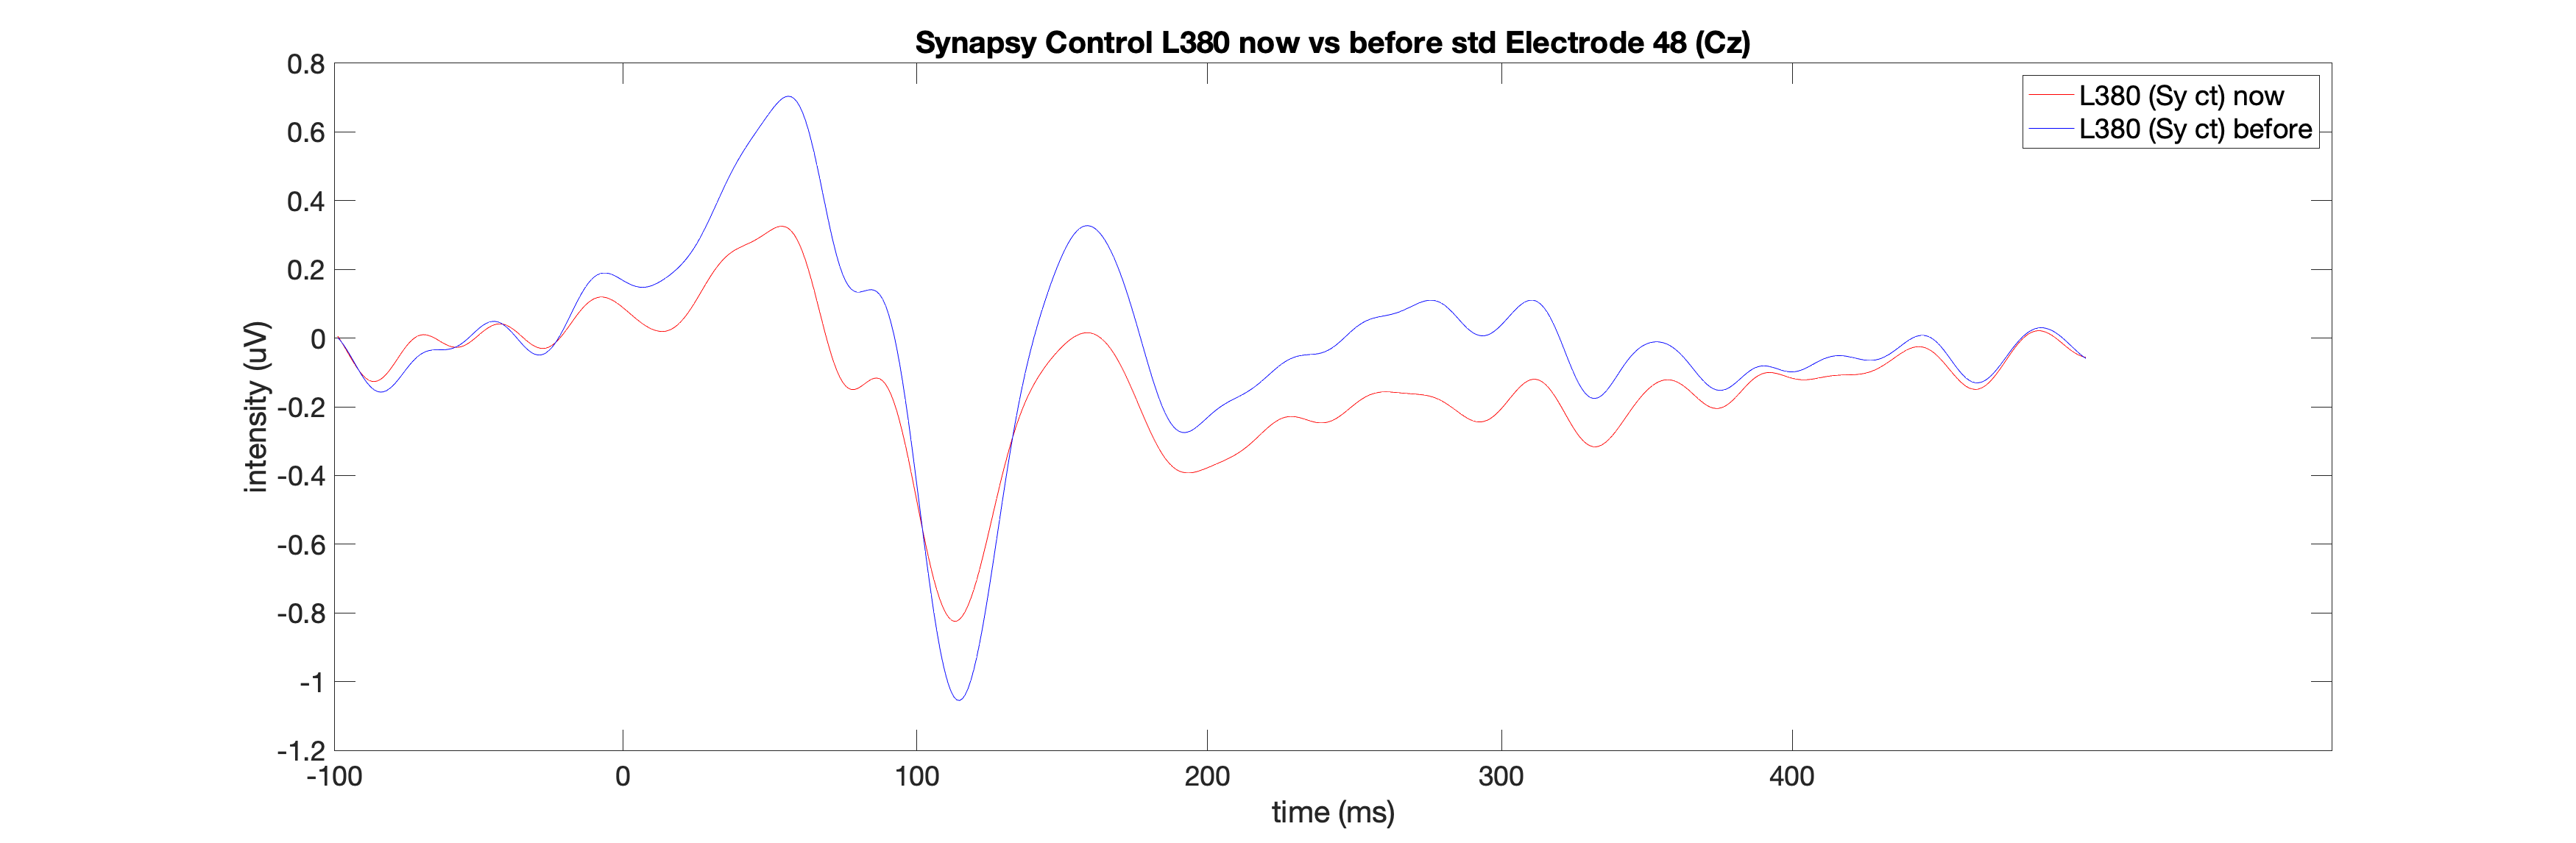 Synapsy Control L380 now vs before std Electrode 48 (Cz)
L380 (Sy ct) now
L380 (Sy ct) before
intensity (uV)
0.8
0.6
0.4
0.2
0
-0.2
-0.4
-0.6
-0.8
-1
-1.2
-100 0 100 200 300 400
time (ms)